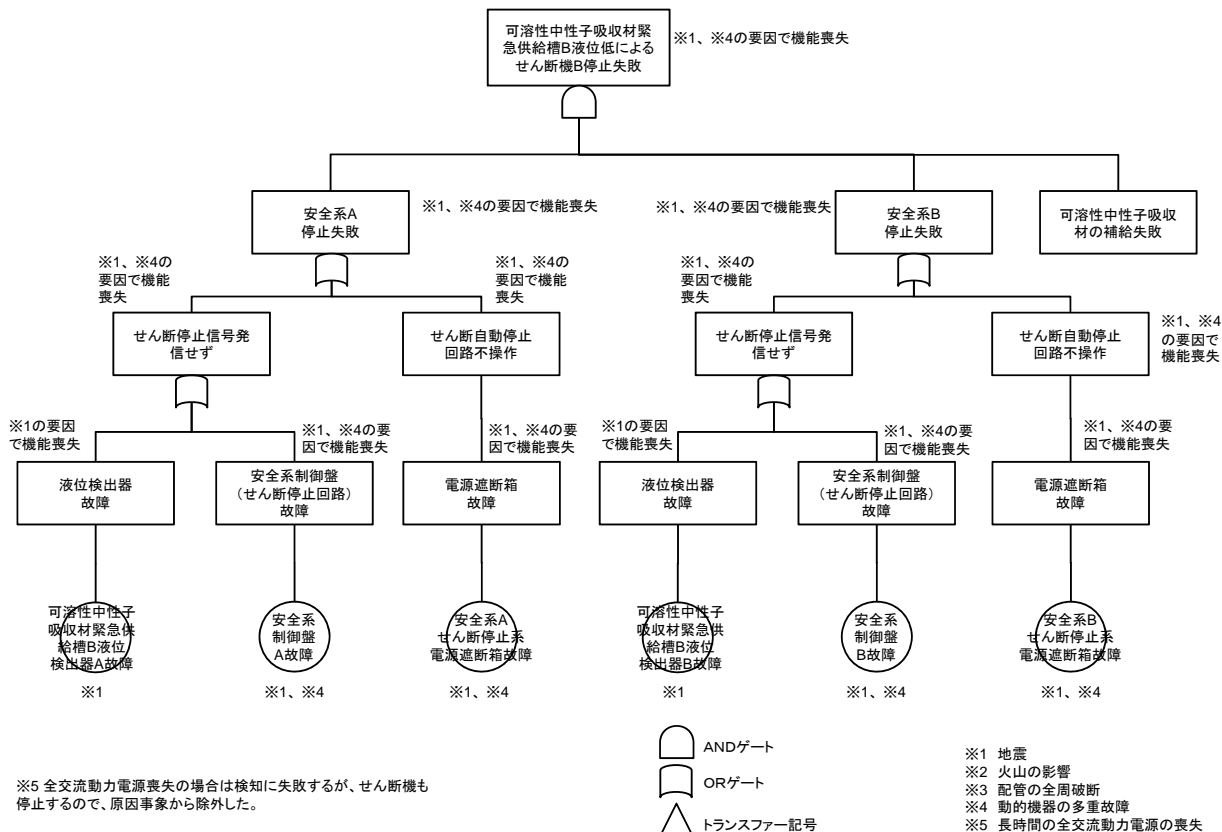 可溶性中性子吸収材緊
急供給槽B液位低による
せん断機B停止失敗
※1、※4の要因で機能喪失
安全系A
停止失敗
※1、※4の要因で機能喪失
※1、※4の要因で機能喪失
安全系B
停止失敗
可溶性中性子吸収
材の補給失敗
※1、※4の
要因で機能
喪失
※1、※4の
要因で機能
喪失
※1、※4の
要因で機能
喪失
せん断停止信号発
信せず
せん断自動停止
回路不操作
せん断停止信号発
信せず
せん断自動停止
回路不操作
※1、※4
の要因で
機能喪失
※1の要因
で機能喪失
※1、※4の要
因で機能喪失
※1、※4の要
因で機能喪失
※1の要因
で機能喪失
※1、※4の要
因で機能喪失
※1、※4の要
因で機能喪失
液位検出器
故障
安全系制御盤
(せん断停止回路)
故障
電源遮断箱
故障
液位検出器
故障
安全系制御盤
(せん断停止回路)
故障
電源遮断箱
故障
可溶性中性子
吸収材緊急供
給槽B液位
検出器A故障
安全系
制御盤
A故障
安全系A
せん断停止系
電源遮断箱故障
可溶性中性子
吸収材緊急供
給槽B液位
検出器B故障
安全系
制御盤
B故障
安全系B
せん断停止系
電源遮断箱故障
※1
※1、※4
※1、※4
※1
※1、※4
※1、※4
※5 全交流動力電源喪失の場合は検知に失敗するが、せん断機も
停止するので、原因事象から除外した。
ANDゲート
ORゲート
トランスファー記号
※1 地震
※2 火山の影響
※3 配管の全周破断
※4 動的機器の多重故障
※5 長時間の全交流動力電源の喪失